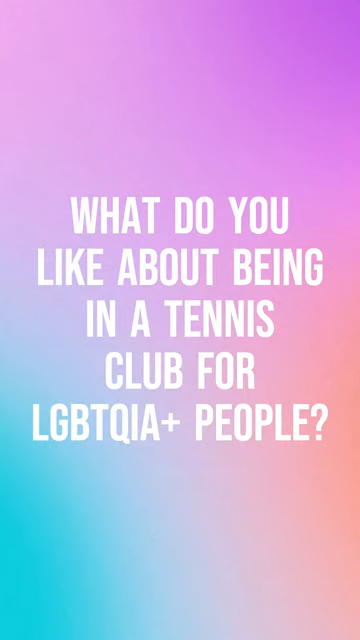 WHAT DO YOU
LIKE ABOUT BEING
IN A TENNIS
CLUB FOR
LGBTQIA+ PEOPLE?